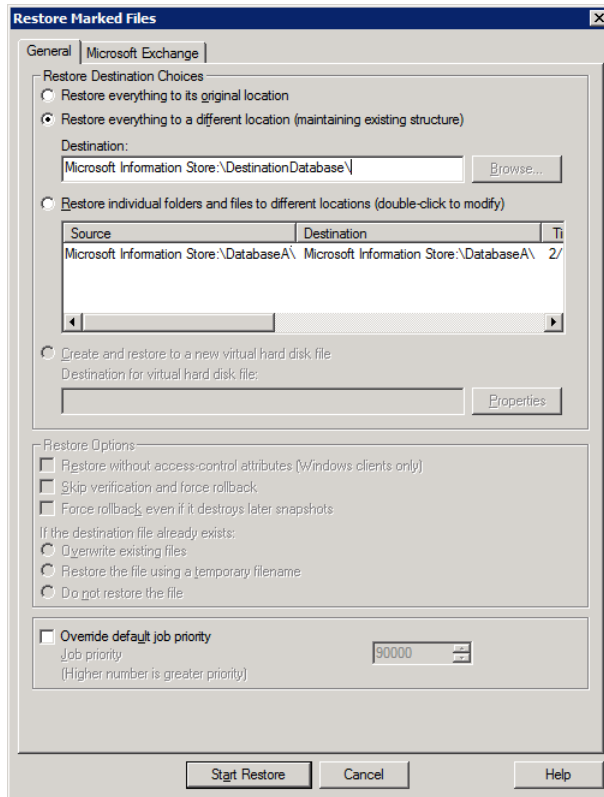 Restore Marked Files
General Microsoft Exchange
Restore Destination Choices
Restore everything to its original location
Restore everything to a different location (maintaining existing structure)
Destination:
Microsoft Information Store:\DestinationDatabase\
Browse...
Restore individual folders and files to different locations (double-click to modify)
Source Destination Ti
Microsoft Information Store:\DatabaseA\ Microsoft Information Store:\DatabaseA\ 2/
Create and restore to a new virtual hard disk file
Destination for virtual hard disk file:
Properties
Restore Options
Restore without access-control attributes (Windows clients only)
Skip verification and force rollback
Force rollback even if it destroys later snapshots
If the destination file already exists:
Overwrite existing files
Restore the file using a temporary filename
Do not restore the file
Override default job priority
Job priority 90000
(Higher number is greater priority)
Start Restore Cancel Help